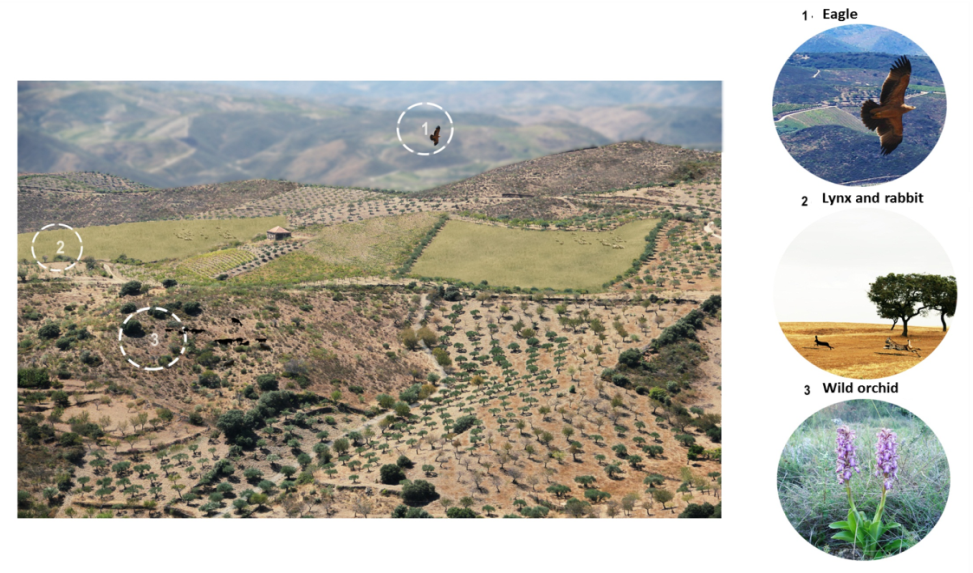 1
2
3
1. Eagle
2 Lynx and rabbit
3 Wild orchid